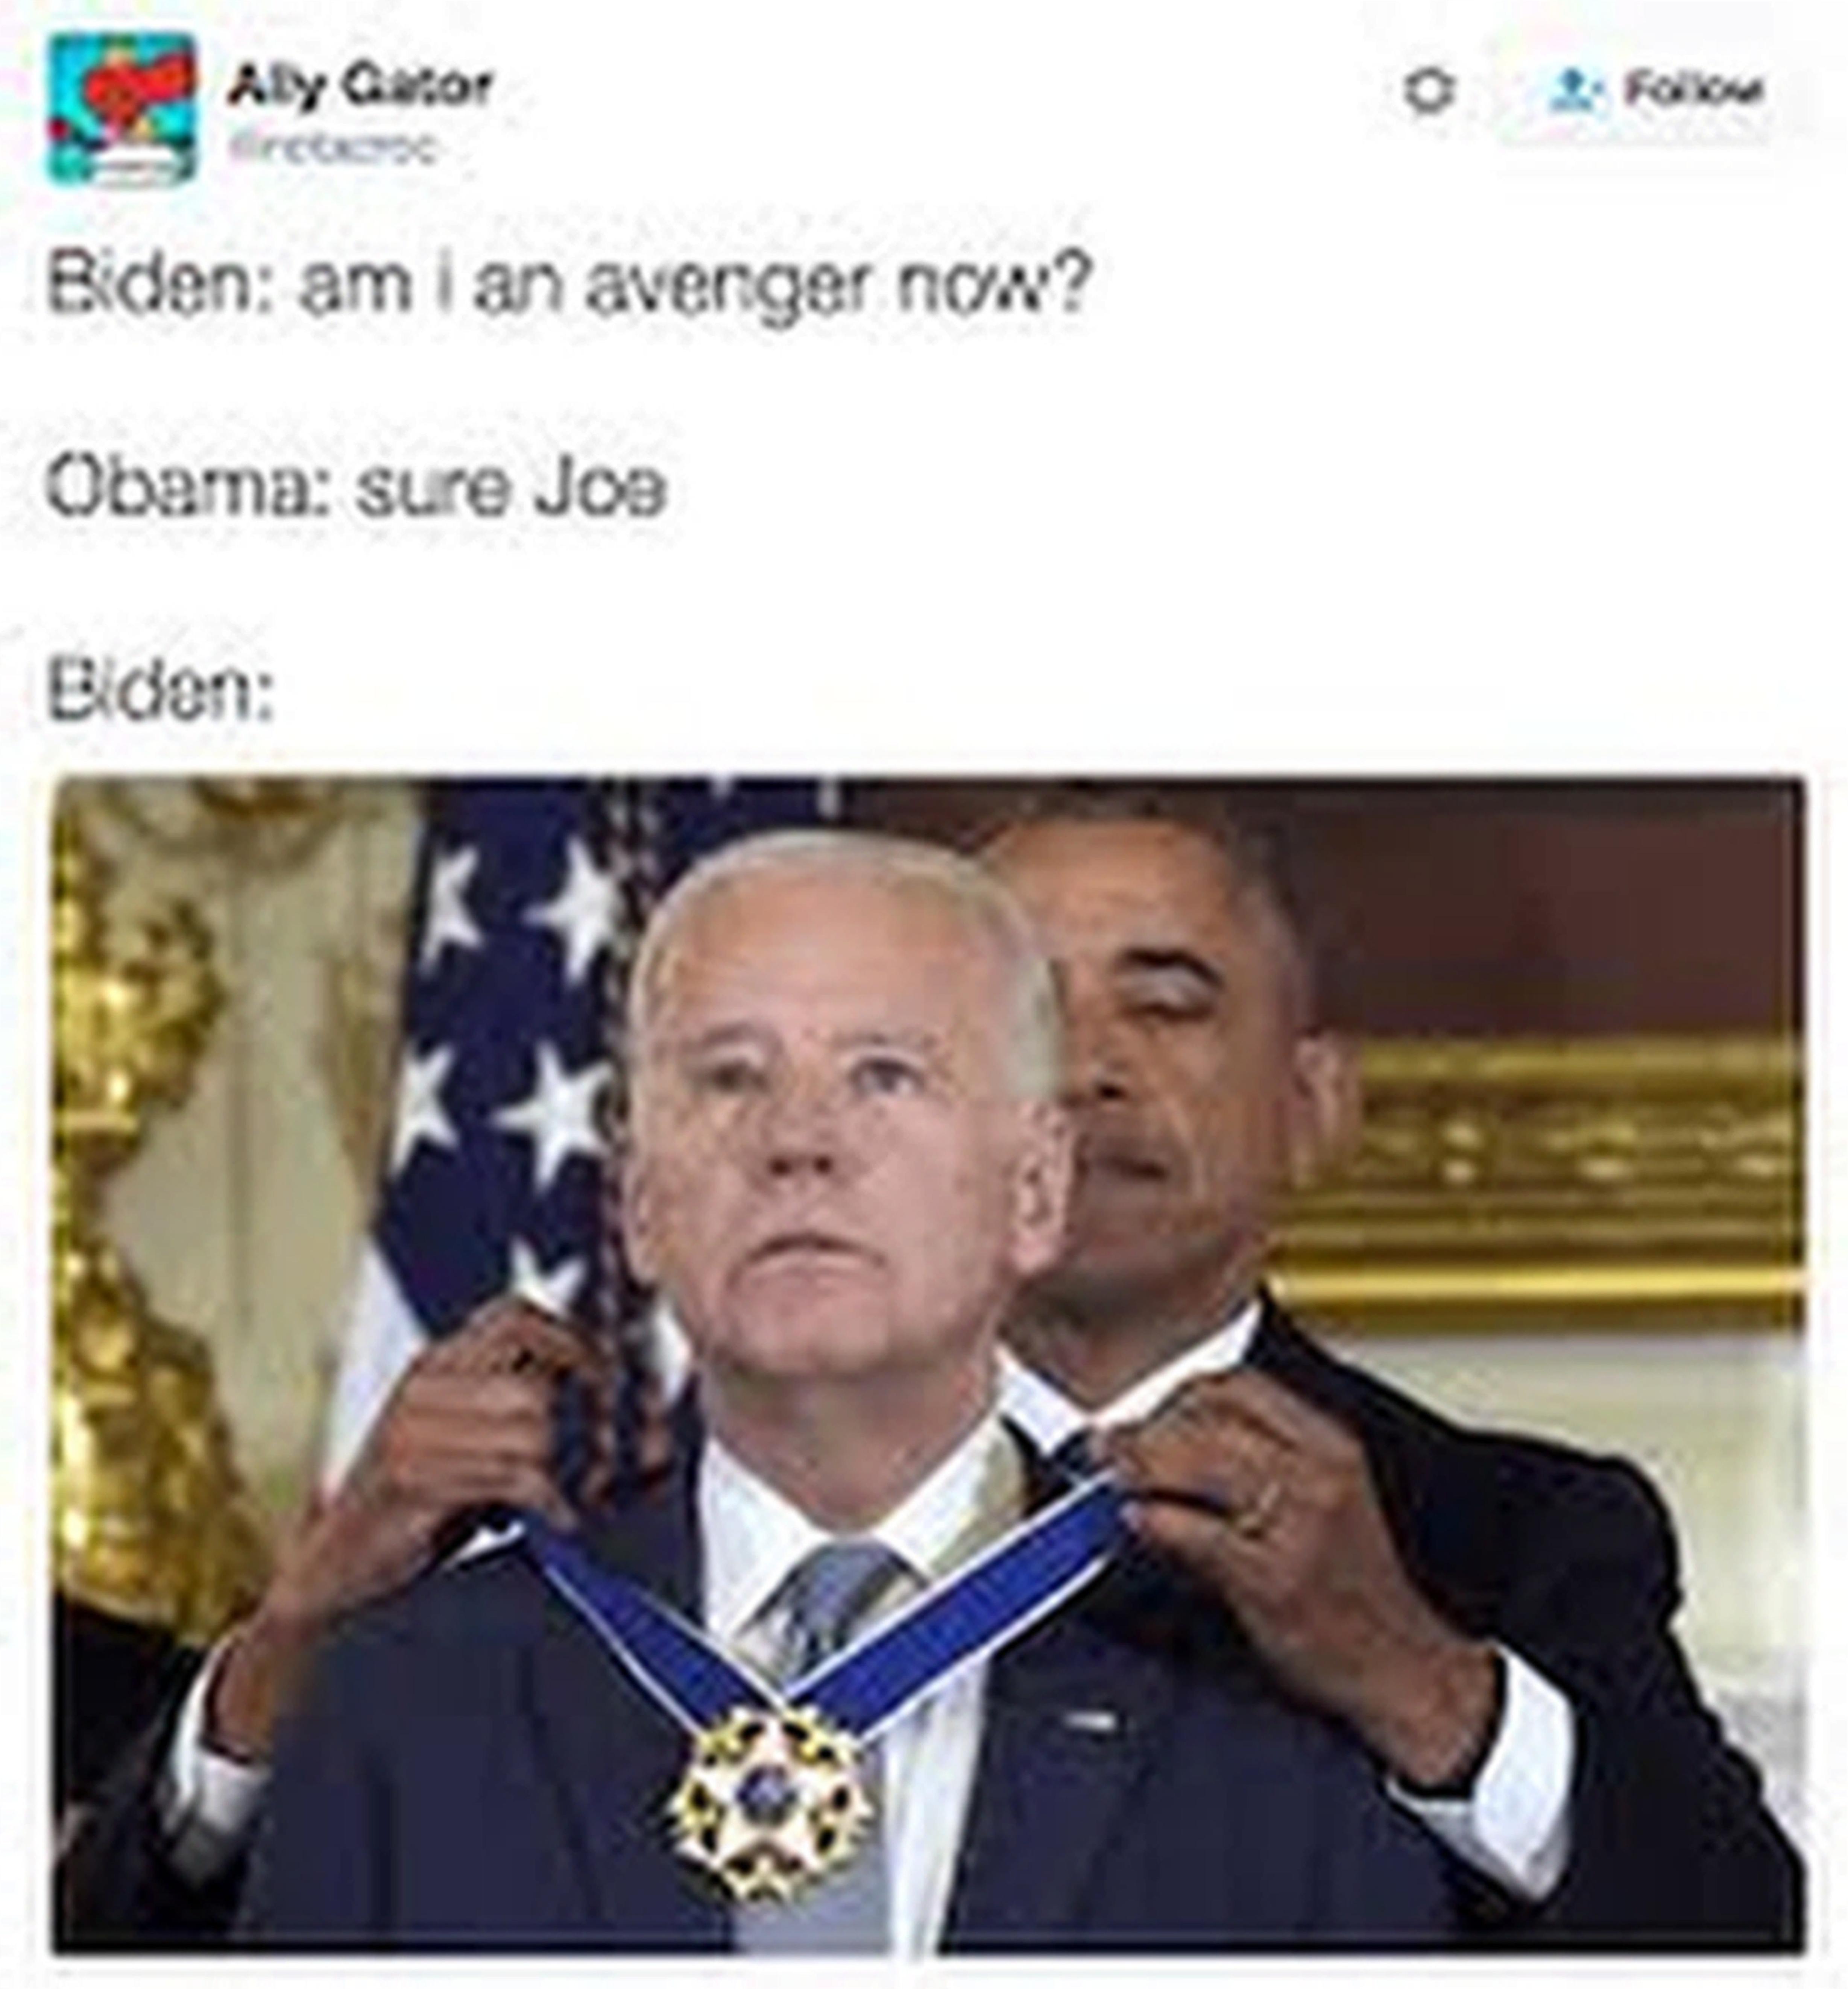 Ally Gator
Follow
Biden: am i an avenger now?
Obama: sure Joe
Biden: